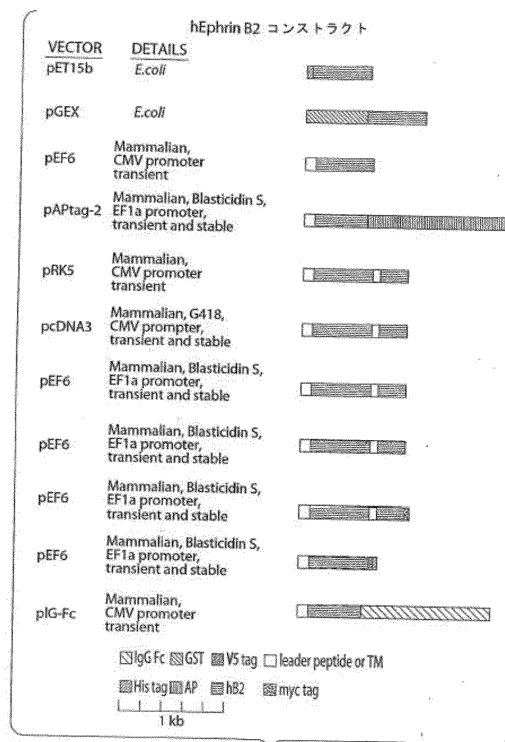 hEphrin B2 コンストラクト
VECTOR DETAILS
pET15b E.coli
pGEX E.coli
pEF6 Mammalian,
CMV promoter
transient
pAPtag-2 Mammalian, Blasticidin S,
EF1a promoter,
transient and stable
pRK5 Mammalian,
CMV promoter
transient
pcDNA3 Mammalian, G418,
CMV prompter,
transient and stable
pEF6 Mammalian, Blasticidin S,
EF1a promoter,
transient and stable
pEF6 Mammalian, Blasticidin S,
EF1a promoter,
transient and stable
pEF6 Mammalian, Blasticidin S,
EF1a promoter,
transient and stable
pEF6 Mammalian, Blasticidin S,
EF1a promoter,
transient and stable
pIG-Fc Mammalian,
CMV promoter
transient
IgG Fc GST V5 tag leader peptide or TM
His tag AP hB2 myc tag
1 kb